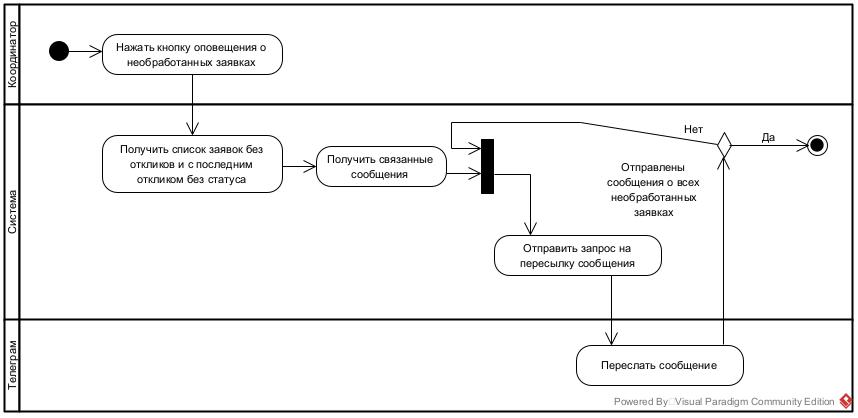 Координатор
Нажать кнопку оповещения о
необработанных заявках
Система
Получить список заявок без
откликов и с последним
откликом без статуса
Получить связанные
сообщения
Нет
Да
Отправлены
сообщения о всех
необработанных
заявках
Отправить запрос на
пересылку сообщения
Телеграм
Переслать сообщение
Powered By Visual Paradigm Community Edition